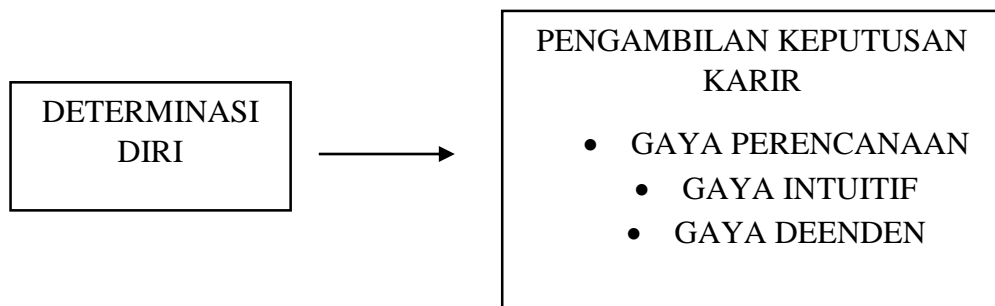 DETERMINASI
DIRI
PENGAMBILAN KEPUTUSAN
KARIR
• GAYA PERENCANAAN
• GAYA INTUITIF
• GAYA DEENDEN